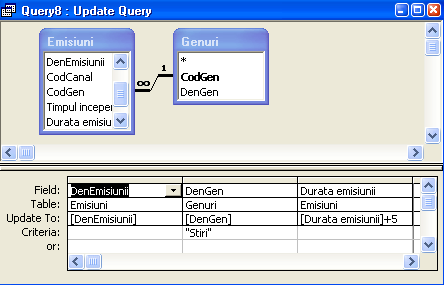 Query8 : Update Query
Emisiuni
DenEmisiunii
CodCanal
CodGen
Timpul incepe
Durata emisiu
∞ 1
Genuri
*
CodGen
DenGen
Field: DenEmisiunii DenGen Durata emisiunii
Table: Emisiuni Genuri Emisiuni
Update To: [DenEmisiunii] [DenGen] [Durata emisiunii]+5
Criteria: "Stiri"
or: